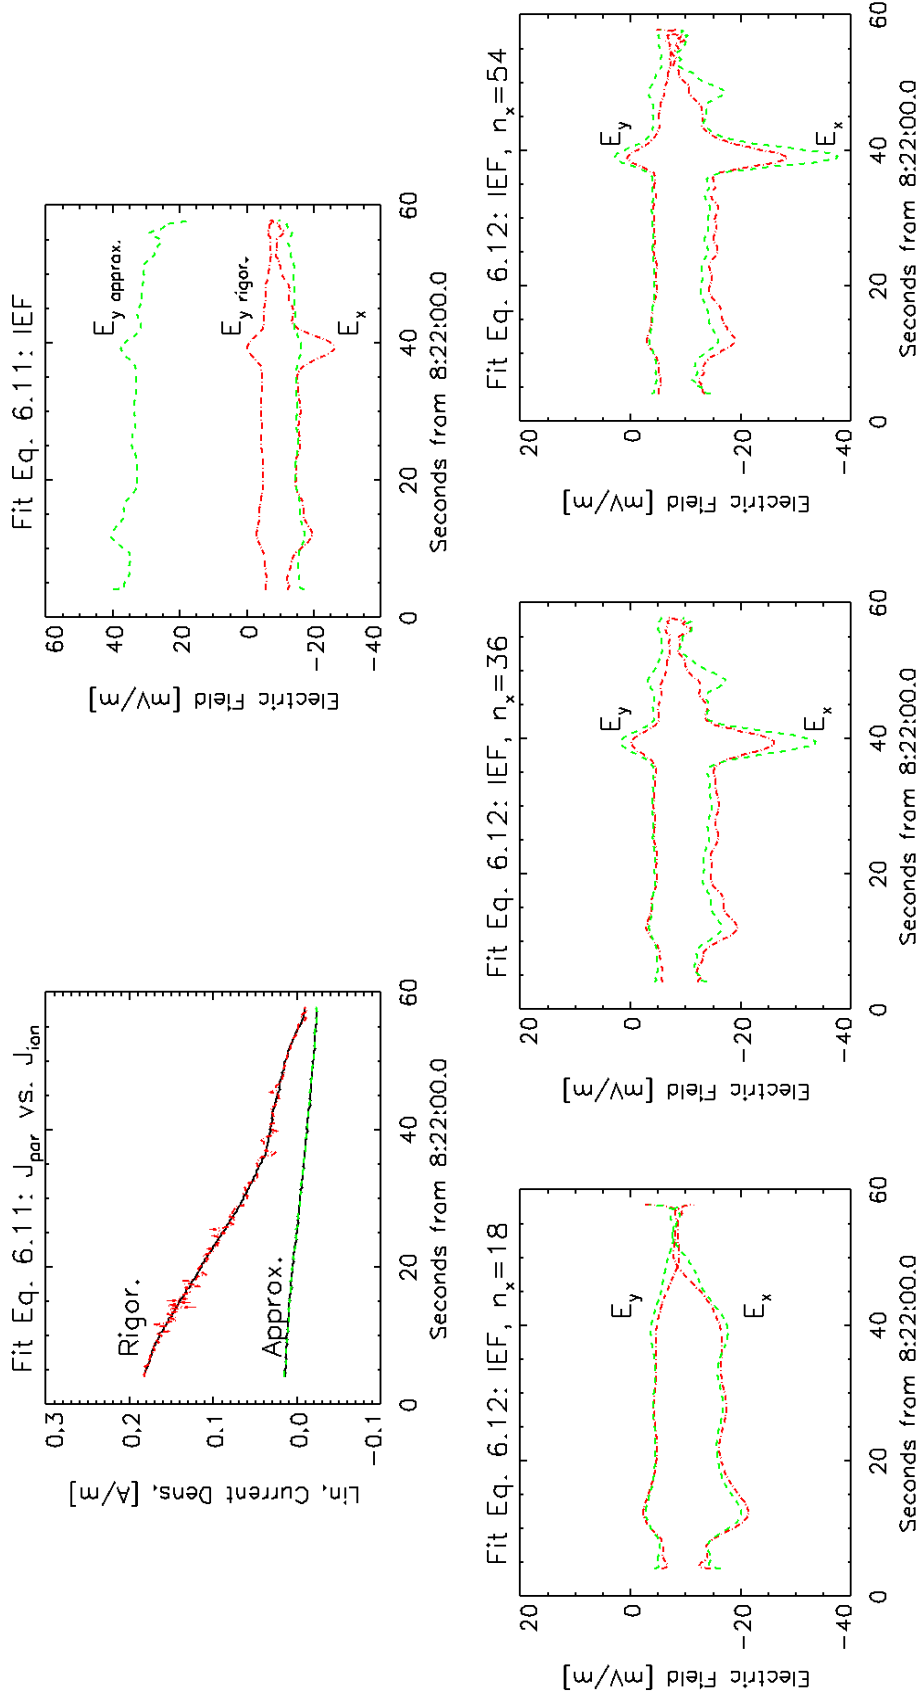 Fit Eq. 6.11: J_par vs. J_ion
0.3
0.2
0.1
0.0
−0.1
Lin. Current Dens. [A/m]
Rigor.
Approx.
0 20 40 60
Seconds from 8:22:00.0
Fit Eq. 6.11: IEF
60
40
20
0
−20
−40
Electric Field [mV/m]
E_y approx.
E_y rigor.
E_x
0 20 40 60
Seconds from 8:22:00.0
Fit Eq. 6.12: IEF, n_x=18
20
0
−20
−40
Electric Field [mV/m]
E_y
E_x
0 20 40 60
Seconds from 8:22:00.0
Fit Eq. 6.12: IEF, n_x=36
20
0
−20
−40
Electric Field [mV/m]
E_y
E_x
0 20 40 60
Seconds from 8:22:00.0
Fit Eq. 6.12: IEF, n_x=54
20
0
−20
−40
Electric Field [mV/m]
E_y
E_x
0 20 40 60
Seconds from 8:22:00.0